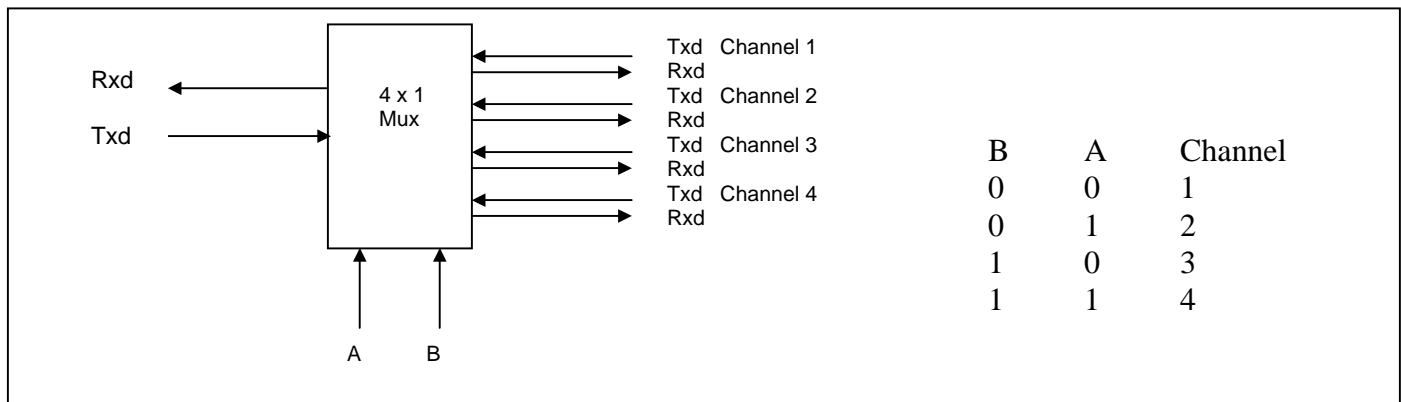 Rxd
Txd
4 x 1
Mux
Txd Channel 1
Rxd
Txd Channel 2
Rxd
Txd Channel 3
Rxd
Txd Channel 4
Rxd
A B
B A Channel
0 0 1
0 1 2
1 0 3
1 1 4